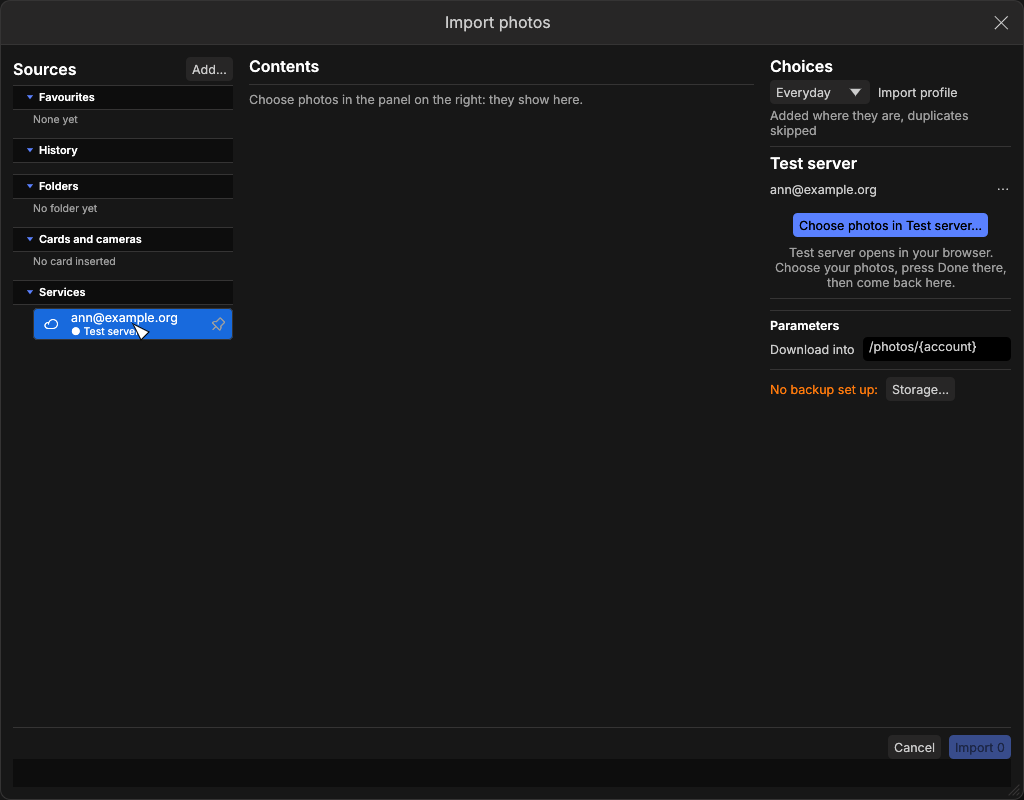 Import photos
Sources
Add...
Favourites
None yet
History
Folders
No folder yet
Cards and cameras
No card inserted
Services
ann@example.org
Test server
Contents
Choose photos in the panel on the right: they show here.
Choices
Everyday
Import profile
Added where they are, duplicates
skipped
Test server
ann@example.org
...
Choose photos in Test server...
Test server opens in your browser.
Choose your photos, press Done there,
then come back here.
Parameters
Download into
/photos/{account}
No backup set up:
Storage...
Cancel
Import 0